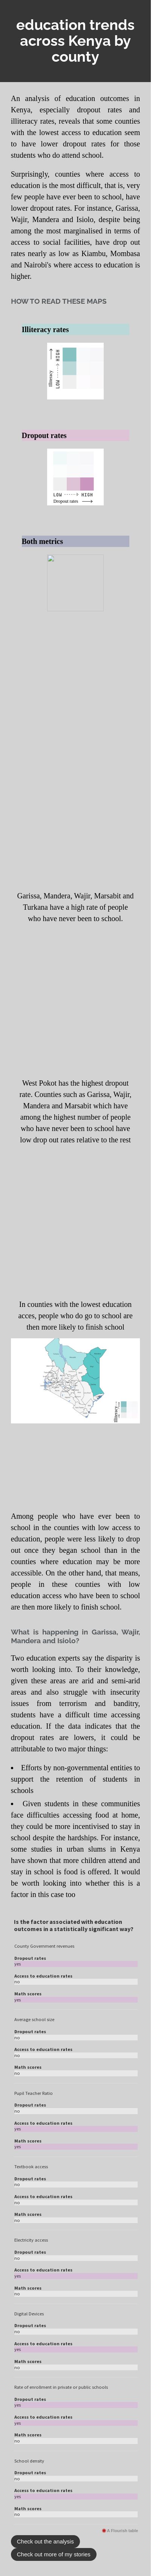 education trends
across Kenya by
county
An analysis of education outcomes in
Kenya, especially dropout rates and
illiteracy rates, reveals that some counties
with the lowest access to education seem
to have lower dropout rates for those
students who do attend school.
Surprisingly, counties where access to
education is the most difficult, that is, very
few people have ever been to school, have
lower dropout rates. For instance, Garissa,
Wajir, Mandera and Isiolo, despite being
among the most marginalised in terms of
access to social facilities, have drop out
rates nearly as low as Kiambu, Mombasa
and Nairobi's where access to education is
higher.
HOW TO READ THESE MAPS
Illiteracy rates
Illiteracy
LOW
HIGH
Dropout rates
LOW
HIGH
Dropout rates
Both metrics
Garissa, Mandera, Wajir, Marsabit and
Turkana have a high rate of people
who have never been to school.
West Pokot has the highest dropout
rate. Counties such as Garissa, Wajir,
Mandera and Marsabit which have
among the highest number of people
who have never been to school have
low drop out rates relative to the rest
In counties with the lowest education
acces, people who do go to school are
then more likely to finish school
Illiteracy
Among people who have ever been to
school in the counties with low access to
education, people were less likely to drop
out once they began school than in the
counties where education may be more
accessible. On the other hand, that means,
people in these counties with low
education access who have been to school
are then more likely to finish school.
What is happening in Garissa, Wajir,
Mandera and Isiolo?
Two education experts say the disparity is
worth looking into. To their knowledge,
given these areas are arid and semi-arid
areas and also struggle with insecurity
issues from terrorism and banditry,
students have a difficult time accessing
education. If the data indicates that the
dropout rates are lowers, it could be
attributable to two major things:
• Efforts by non-governmental entities to
support the retention of students in
schools
• Given students in these communities
face difficulties accessing food at home,
they could be more incentivised to stay in
school despite the hardships. For instance,
some studies in urban slums in Kenya
have shown that more children attend and
stay in school is food is offered. It would
be worth looking into whether this is a
factor in this case too
Is the factor associated with education
outcomes in a statistically significant way?
County Government revenues
Dropout rates
yes
Access to education rates
no
Math scores
yes
Average school size
Dropout rates
no
Access to education rates
no
Math scores
no
Pupil Teacher Ratio
Dropout rates
no
Access to education rates
yes
Math scores
yes
Textbook access
Dropout rates
no
Access to education rates
no
Math scores
no
Electricity access
Dropout rates
no
Access to education rates
yes
Math scores
no
Digital Devices
Dropout rates
no
Access to education rates
yes
Math scores
no
Rate of enrollment in private or public schools
Dropout rates
yes
Access to education rates
yes
Math scores
no
School density
Dropout rates
no
Access to education rates
yes
Math scores
no
A Flourish table
Check out the analysis
Check out more of my stories